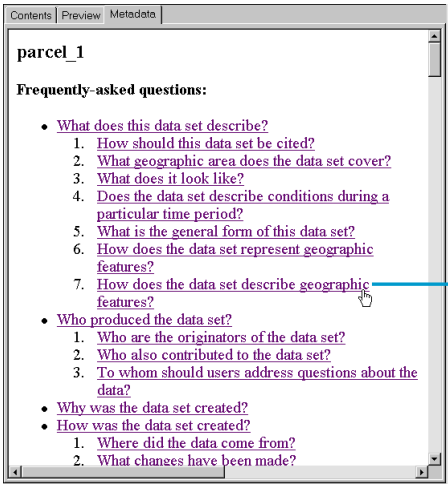 Contents Preview Metadata
parcel_1
Frequently-asked questions:
• What does this data set describe?
1. How should this data set be cited?
2. What geographic area does the data set cover?
3. What does it look like?
4. Does the data set describe conditions during a
particular time period?
5. What is the general form of this data set?
6. How does the data set represent geographic
features?
7. How does the data set describe geographic
features?
• Who produced the data set?
1. Who are the originators of the data set?
2. Who also contributed to the data set?
3. To whom should users address questions about the
data?
• Why was the data set created?
• How was the data set created?
1. Where did the data come from?
2. What changes have been made?